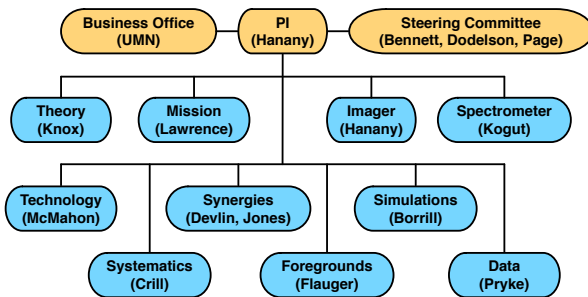 Business Office
(UMN)
PI
(Hanany)
Steering Committee
(Bennett, Dodelson, Page)
Theory
(Knox)
Mission
(Lawrence)
Imager
(Hanany)
Spectrometer
(Kogut)
Technology
(McMahon)
Synergies
(Devlin, Jones)
Simulations
(Borrill)
Systematics
(Crill)
Foregrounds
(Flauger)
Data
(Pryke)